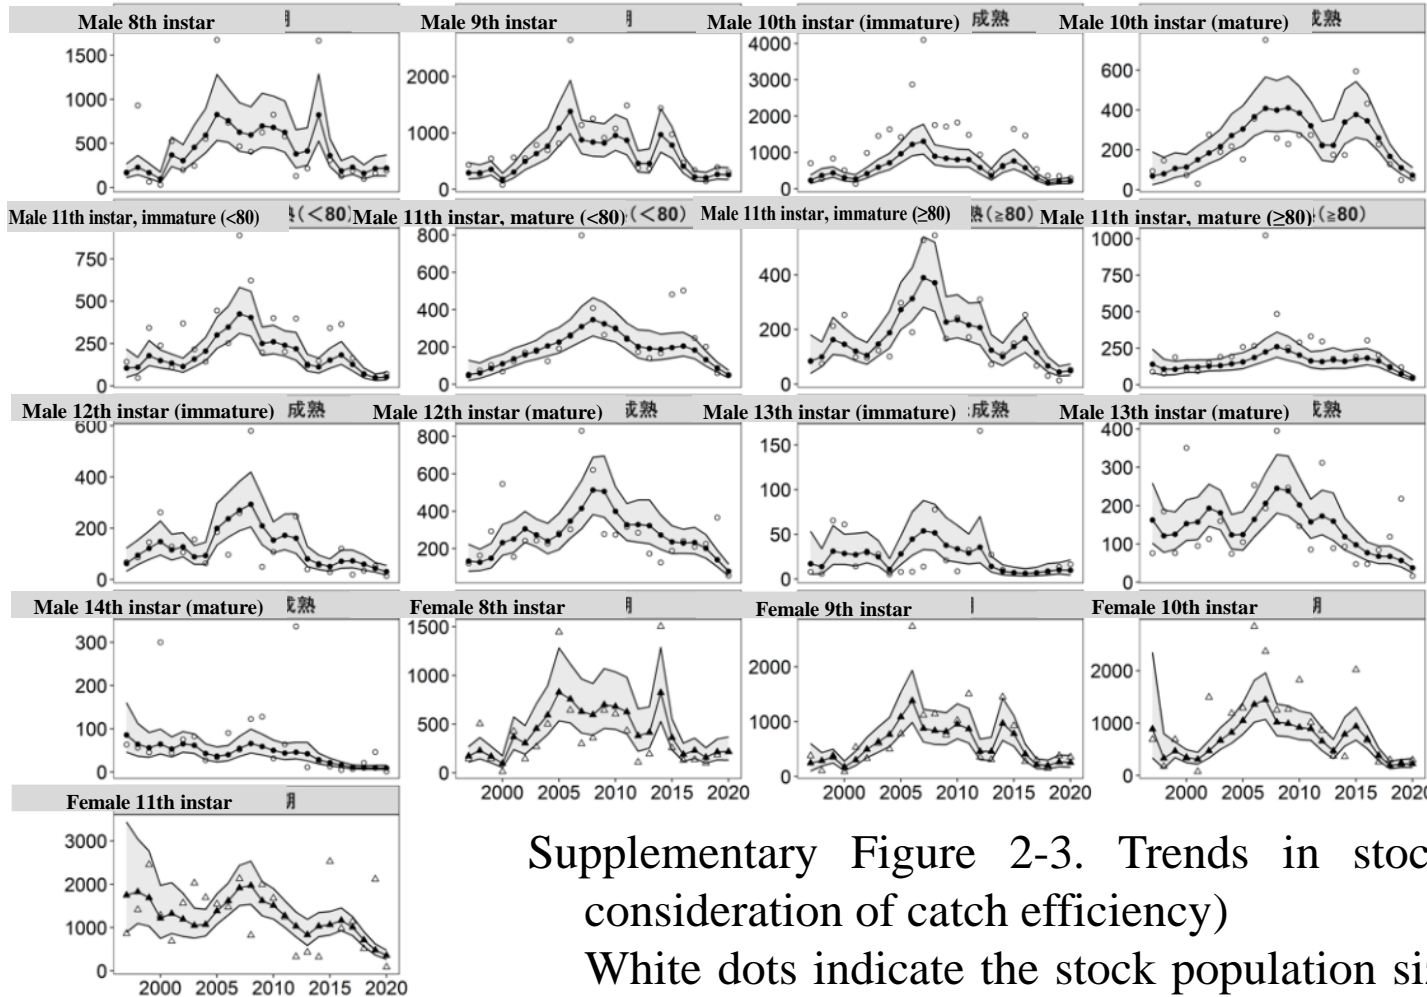 Male 8th instar 期 Male 9th instar 期 Male 10th instar (immature) 成熟 Male 10th instar (mature) 成熟
1500 2000 4000 600
1000 3000 400
500 1000 2000 200
0 0 1000 0 0
Male 11th instar, immature (<80) (<80) Male 11th instar, mature (<80) (<80) Male 11th instar, immature (≥80) 熟(≧80) Male 11th instar, mature (≥80) (≧80)
750 800 400 1000
500 600 200 750
250 400 0 500
0 200 250
0 0
Male 12th instar (immature) 成熟 Male 12th instar (mature) 成熟 Male 13th instar (immature) 成熟 Male 13th instar (mature) 成熟
600 800 150 400
400 600 100 300
200 400 50 200
0 200 0 100
0
Male 14th instar (mature) 成熟 Female 8th instar 期 Female 9th instar Female 10th instar 期
300 1500 2000 2000
200 1000 1000 1000
100 500 0 0
0 0
2000 2005 2010 2015 2020 2000 2005 2010 2015 2020 2000 2005 2010 2015
Female 11th instar 期
3000
2000
1000
0
2000 2005 2010 2015 2020
Supplementary Figure 2-3. Trends in stoc
consideration of catch efficiency)
White dots indicate the stock population si